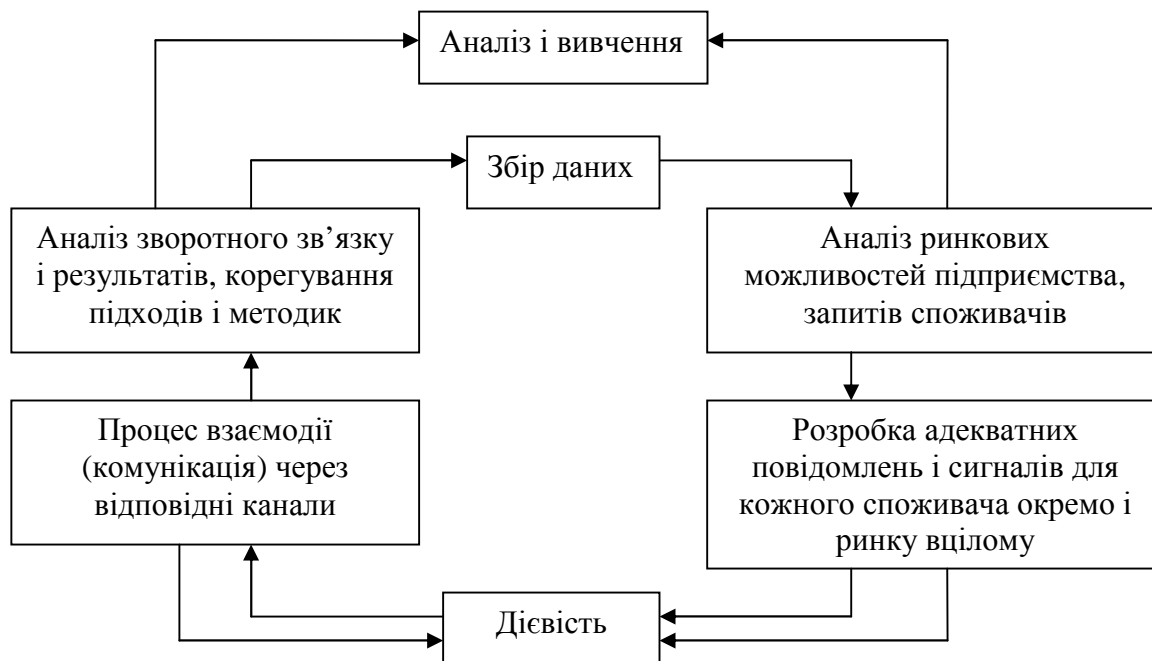 Аналіз і вивчення
Збір даних
Аналіз зворотного зв’язку
і результатів, корегування
підходів і методик
Аналіз ринкових
можливостей підприємства,
запитів споживачів
Процес взаємодії
(комунікація) через
відповідні канали
Розробка адекватних
повідомлень і сигналів для
кожного споживача окремо і
ринку вцілому
Дієвість